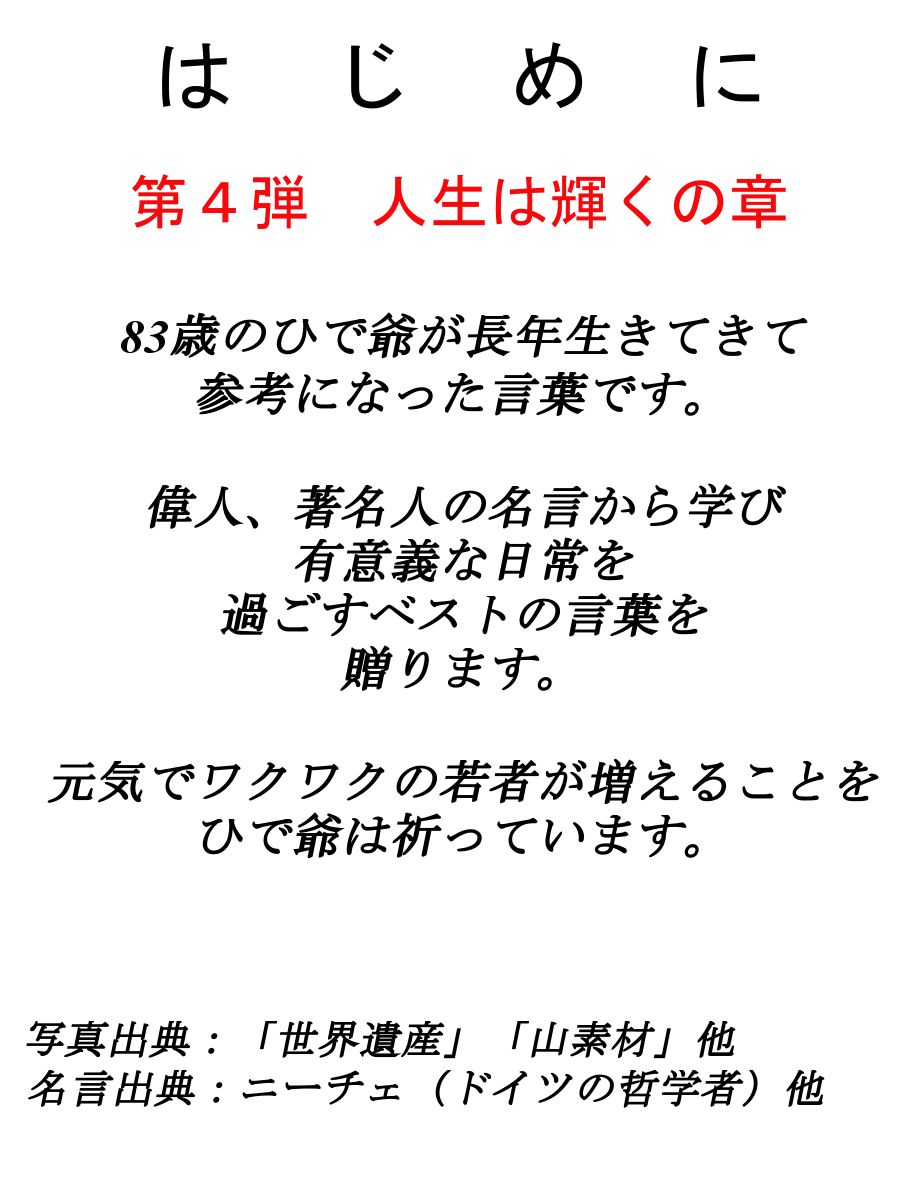 はじめに
第４弾　人生は輝くの章
83歳のひで爺が長年生きてきて
参考になった言葉です。
偉人、著名人の名言から学び
有意義な日常を
過ごすベストの言葉を
贈ります。
元気でワクワクの若者が増えることを
ひで爺は祈っています。
写真出典：「世界遺産」「山素材」他
名言出典：ニーチェ（ドイツの哲学者）他